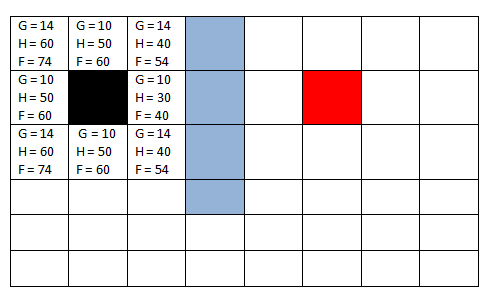 G = 14
H = 60
F = 74
G = 10
H = 50
F = 60
G = 14
H = 40
F = 54
G = 10
H = 50
F = 60
G = 10
H = 30
F = 40
G = 14
H = 60
F = 74
G = 10
H = 50
F = 60
G = 14
H = 40
F = 54